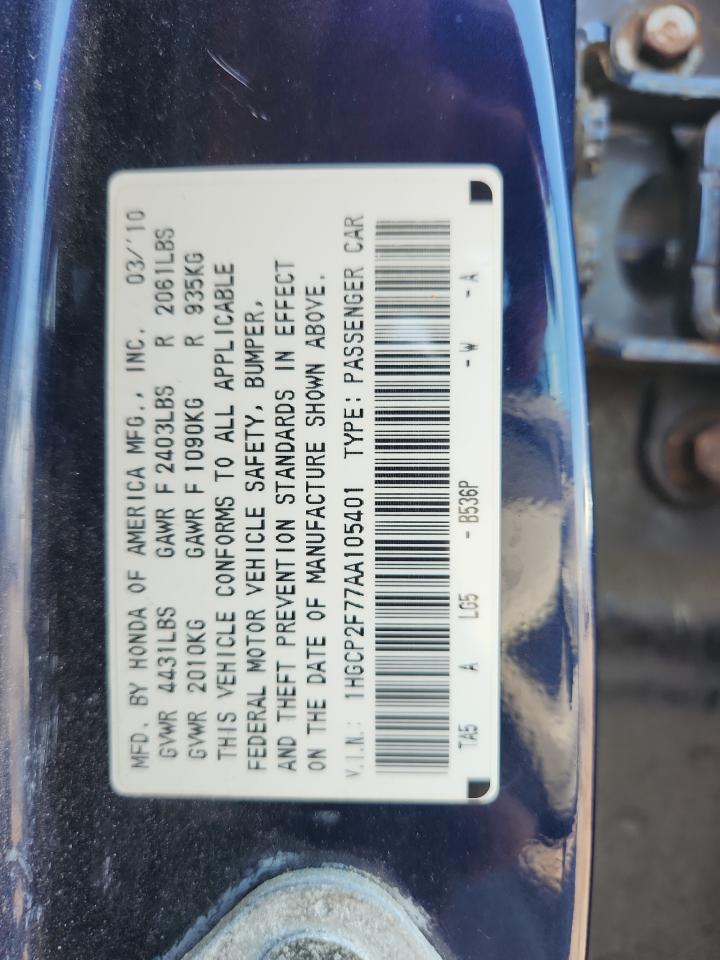 MFD. BY HONDA OF AMERICA MFG., INC. 03/'10
GVWR 4431LBS GAWR F 2403LBS R 2061LBS
GVWR 2010KG GAWR F 1090KG R 935KG
THIS VEHICLE CONFORMS TO ALL APPLICABLE
FEDERAL MOTOR VEHICLE SAFETY, BUMPER,
AND THEFT PREVENTION STANDARDS IN EFFECT
ON THE DATE OF MANUFACTURE SHOWN ABOVE.
V.I.N.: 1HGCP2F77AA105401 TYPE: PASSENGER CAR
TA5 A LG5 - B536P - W - A